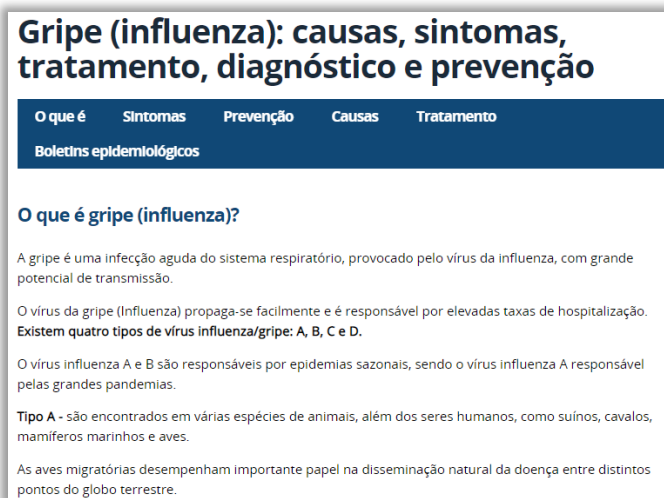 Gripe (influenza): causas, sintomas,
tratamento, diagnóstico e prevenção
O que é Sintomas Prevenção Causas Tratamento
Boletins epidemiológicos
O que é gripe (influenza)?
A gripe é uma infecção aguda do sistema respiratório, provocado pelo vírus da influenza, com grande
potencial de transmissão.
O vírus da gripe (Influenza) propaga-se facilmente e é responsável por elevadas taxas de hospitalização.
Existem quatro tipos de vírus influenza/gripe: A, B, C e D.
O vírus influenza A e B são responsáveis por epidemias sazonais, sendo o vírus influenza A responsável
pelas grandes pandemias.
Tipo A - são encontrados em várias espécies de animais, além dos seres humanos, como suínos, cavalos,
mamíferos marinhos e aves.
As aves migratórias desempenham importante papel na disseminação natural da doença entre distintos
pontos do globo terrestre.